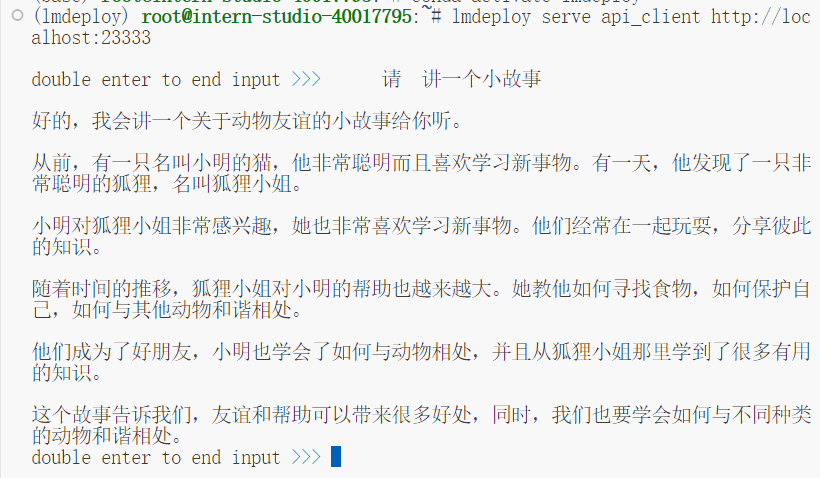 (lmdeploy) root@intern-studio-40017795:~# lmdeploy serve api_client http://loc
alhost:23333
double enter to end input >>>      请  讲一个小故事
好的，我会讲一个关于动物友谊的小故事给你听。
从前，有一只名叫小明的猫，他非常聪明而且喜欢学习新事物。有一天，他发现了一只非
常聪明的狐狸，名叫狐狸小姐。
小明对狐狸小姐非常感兴趣，她也非常喜欢学习新事物。他们经常在一起玩耍，分享彼此
的知识。
随着时间的推移，狐狸小姐对小明的帮助也越来越大。她教他如何寻找食物，如何保护自
己，如何与其他动物和谐相处。
他们成为了好朋友，小明也学会了如何与动物相处，并且从狐狸小姐那里学到了很多有用
的知识。
这个故事告诉我们，友谊和帮助可以带来很多好处，同时，我们也要学会如何与不同种类
的动物和谐相处。
double enter to end input >>>